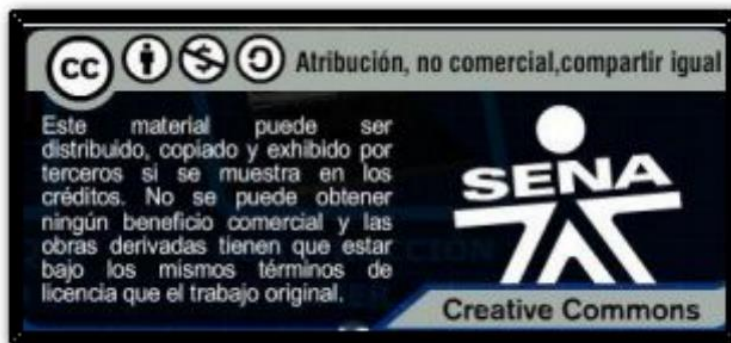 cc Atribución, no comercial,compartir igual
Este material puede ser
distribuido, copiado y exhibido por
terceros si se muestra en los
créditos. No se puede obtener
ningún beneficio comercial y las
obras derivadas tienen que estar
bajo los mismos términos de
licencia que el trabajo original.
SENA
Creative Commons